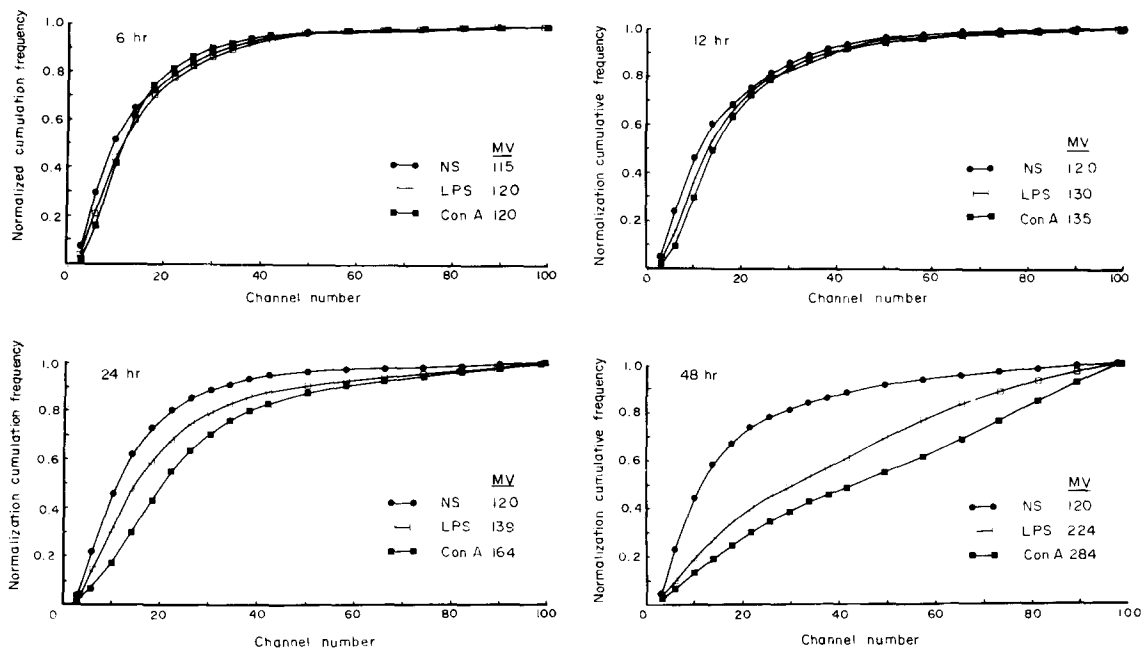 Normalized cumulation frequency
1.0
0.8
0.6
0.4
0.2
6 hr
MV
NS 115
LPS 120
Con A 120
0 20 40 60 80 100
Channel number
Normalization cumulative frequency
1.0
0.8
0.6
0.4
0.2
12 hr
MV
NS 120
LPS 130
Con A 135
0 20 40 60 80 100
Channel number
Normalization cumulation frequency
1.0
0.8
0.6
0.4
0.2
24 hr
MV
NS 120
LPS 139
Con A 164
0 20 40 60 80 100
Channel number
Normalization cumulative frequency
1.0
0.8
0.6
0.4
0.2
48 hr
MV
NS 120
LPS 224
Con A 284
0 20 40 60 80 100
Channel number